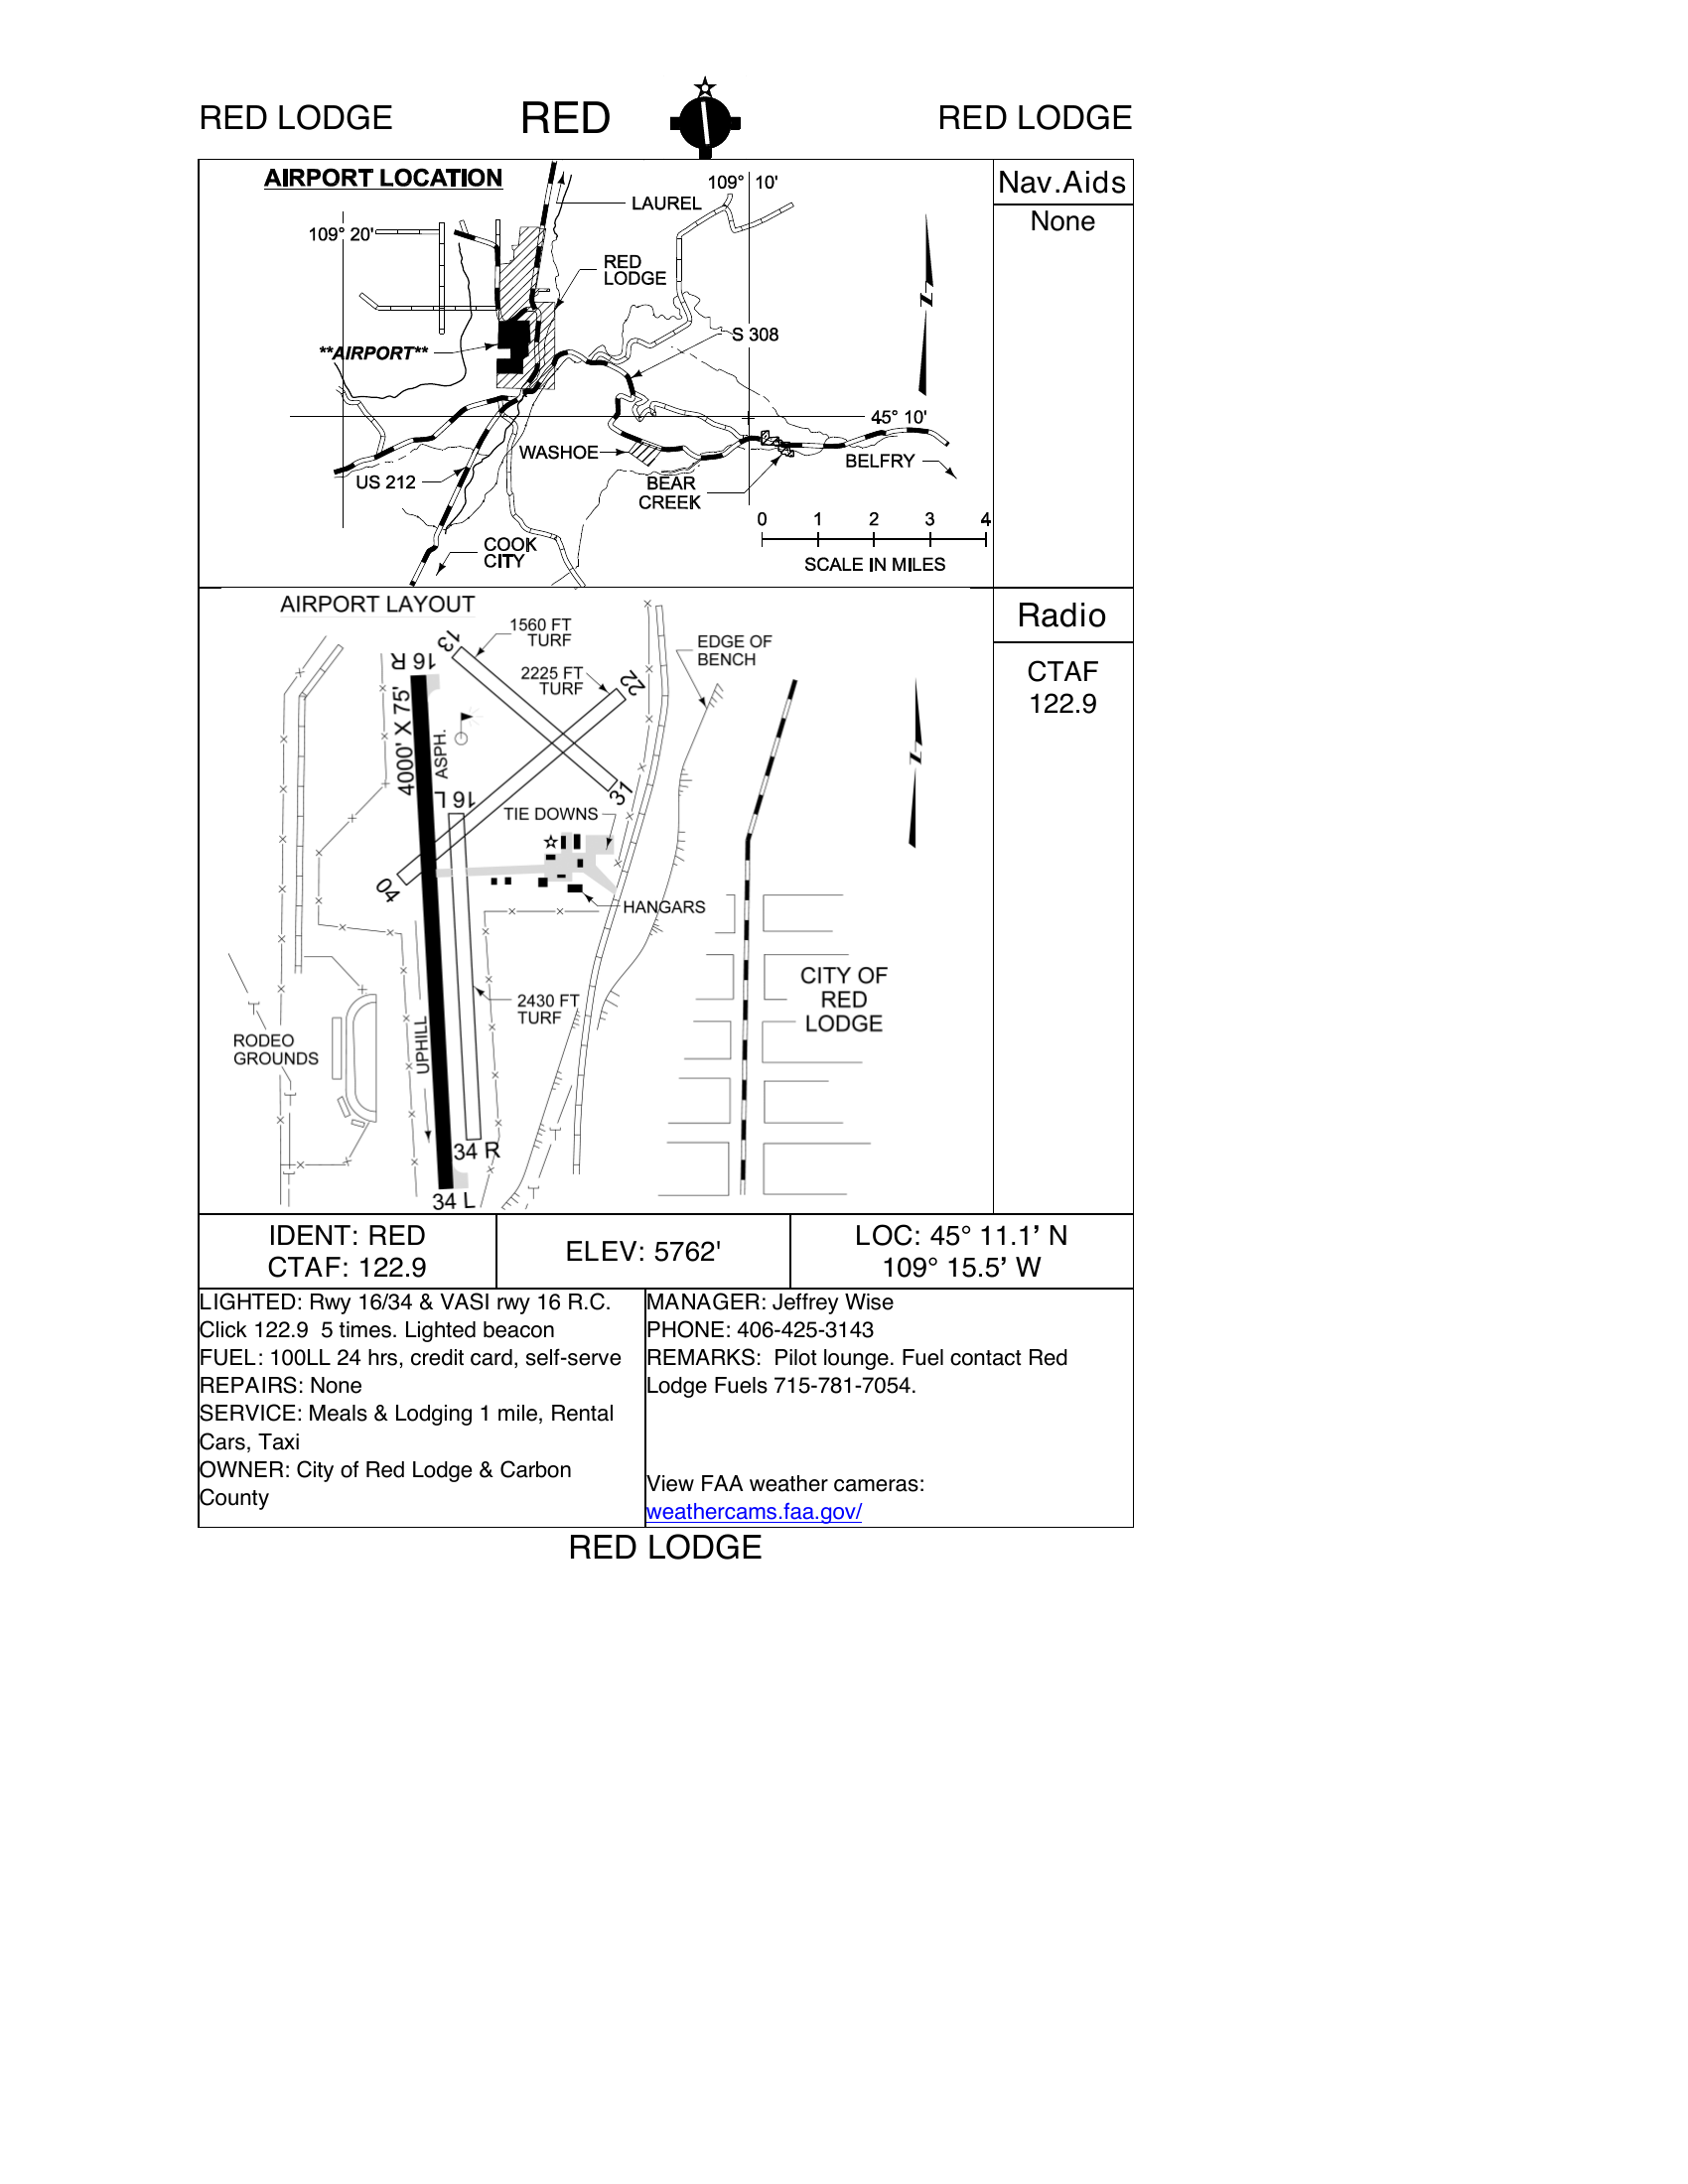 RED LODGE
RED
RED LODGE
AIRPORT LOCATION
109° 10'
Nav.Aids
LAUREL
None
109° 20'
RED
LODGE
N
S 308
**AIRPORT**
45° 10'
WASHOE
BELFRY
US 212
BEAR
CREEK
0 1 2 3 4
COOK
CITY
SCALE IN MILES
AIRPORT LAYOUT
Radio
1560 FT
TURF
13
EDGE OF
BENCH
16 R
2225 FT
TURF
22
CTAF
122.9
4000' X 75'
ASPH.
N
16 L
31
TIE DOWNS
04
HANGARS
CITY OF
RED
LODGE
2430 FT
TURF
UPHILL
RODEO
GROUNDS
34 R
34 L
IDENT: RED
CTAF: 122.9
ELEV: 5762'
LOC: 45° 11.1’ N
109° 15.5’ W
LIGHTED: Rwy 16/34 & VASI rwy 16 R.C.
Click 122.9  5 times. Lighted beacon
FUEL: 100LL 24 hrs, credit card, self-serve
REPAIRS: None
SERVICE: Meals & Lodging 1 mile, Rental
Cars, Taxi
OWNER: City of Red Lodge & Carbon
County
MANAGER: Jeffrey Wise
PHONE: 406-425-3143
REMARKS:  Pilot lounge. Fuel contact Red
Lodge Fuels 715-781-7054.
View FAA weather cameras:
weathercams.faa.gov/
RED LODGE